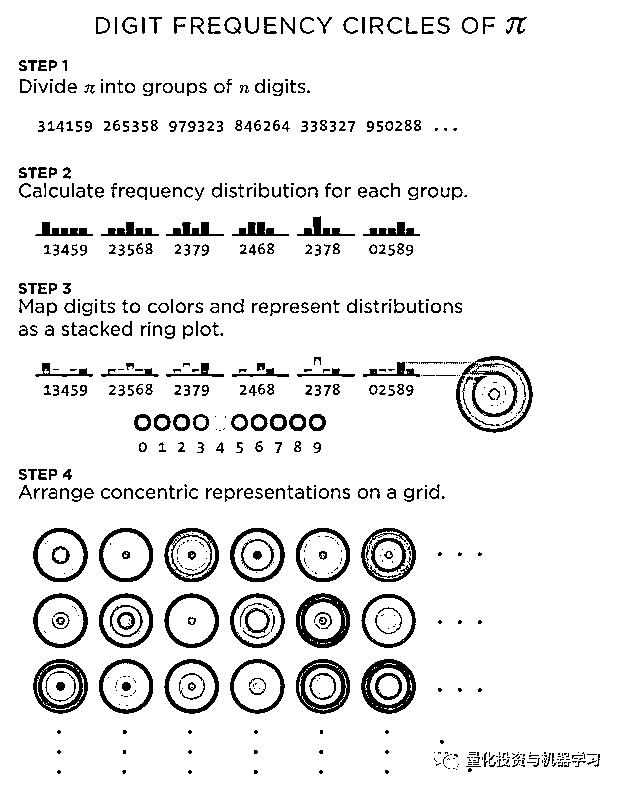 DIGIT FREQUENCY CIRCLES OF π
STEP 1
Divide π into groups of n digits.
314159 265358 979323 846264 338327 950288 ...
STEP 2
Calculate frequency distribution for each group.
13459 23568 2379 2468 2378 02589
STEP 3
Map digits to colors and represent distributions
as a stacked ring plot.
13459 23568 2379 2468 2378 02589
0 1 2 3 4 5 6 7 8 9
STEP 4
Arrange concentric representations on a grid.
量化投资与机器学习